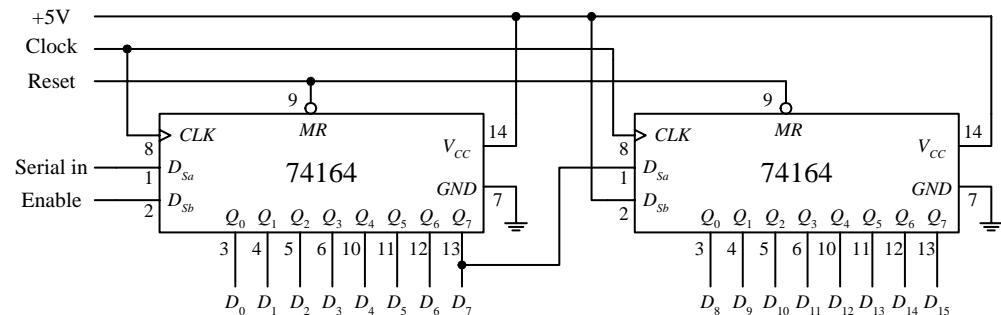 +5V
Clock
Reset
9 9
CLK MR V_CC 14 CLK MR V_CC 14
8 8
Serial in D_Sa 74164 D_Sa 74164
1 GND 1 GND
Enable D_Sb 7 D_Sb 7
2 2
Q_0 Q_1 Q_2 Q_3 Q_4 Q_5 Q_6 Q_7 Q_0 Q_1 Q_2 Q_3 Q_4 Q_5 Q_6 Q_7
3 4 5 6 10 11 12 13 3 4 5 6 10 11 12 13
D_0 D_1 D_2 D_3 D_4 D_5 D_6 D_7 D_8 D_9 D_10 D_11 D_12 D_13 D_14 D_15